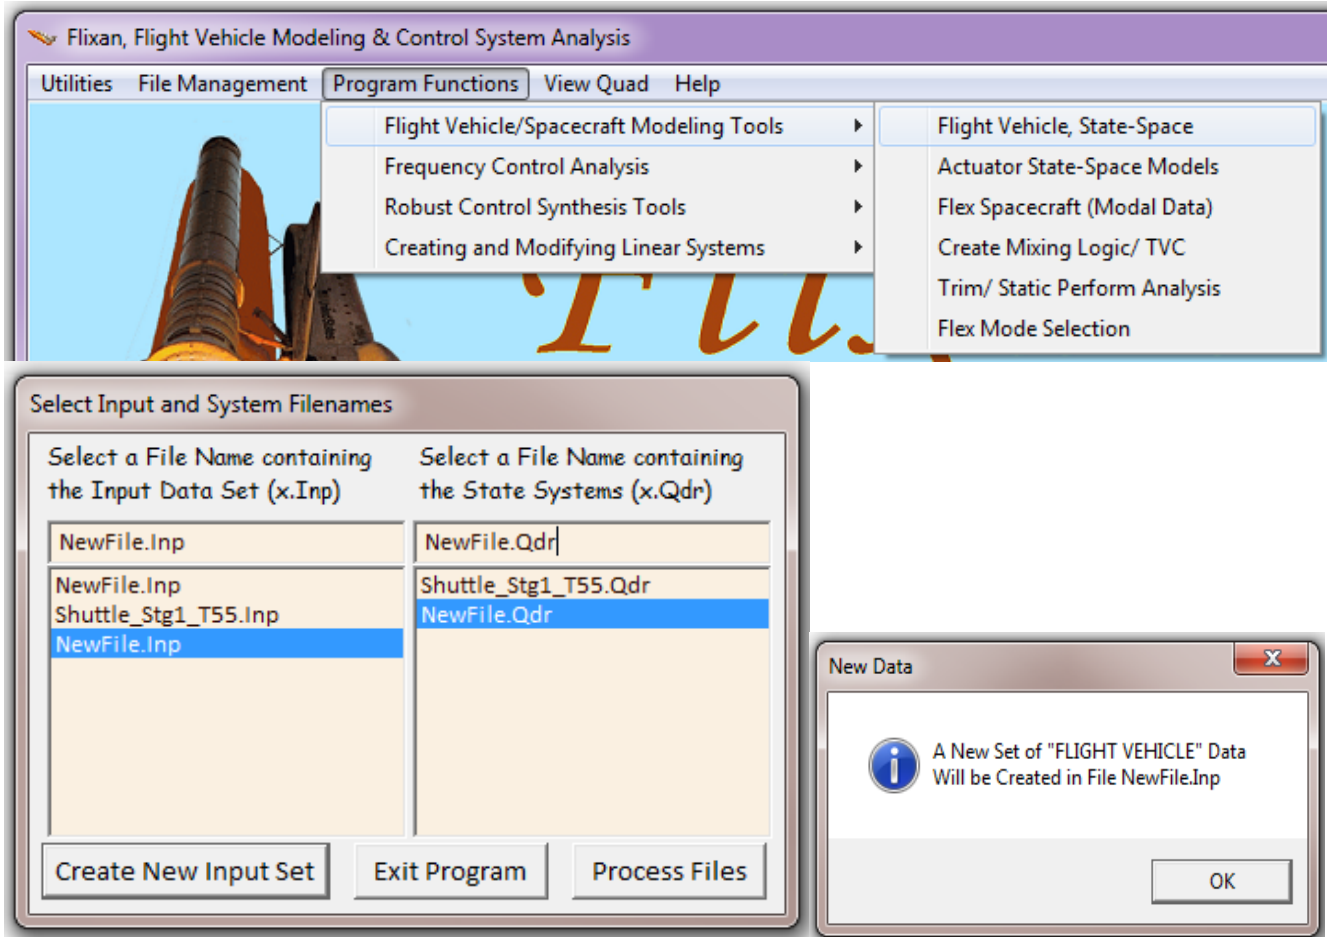 Flixan, Flight Vehicle Modeling & Control System Analysis
Utilities File Management Program Functions View Quad Help
Flight Vehicle/Spacecraft Modeling Tools
Frequency Control Analysis
Robust Control Synthesis Tools
Creating and Modifying Linear Systems
Flight Vehicle, State-Space
Actuator State-Space Models
Flex Spacecraft (Modal Data)
Create Mixing Logic/ TVC
Trim/ Static Perform Analysis
Flex Mode Selection
Select Input and System Filenames
Select a File Name containing
the Input Data Set (x.Inp)
NewFile.Inp
NewFile.Inp
Shuttle_Stg1_T55.Inp
NewFile.Inp
Select a File Name containing
the State Systems (x.Qdr)
NewFile.Qdr
Shuttle_Stg1_T55.Qdr
NewFile.Qdr
Create New Input Set Exit Program Process Files
New Data
A New Set of "FLIGHT VEHICLE" Data
Will be Created in File NewFile.Inp
OK